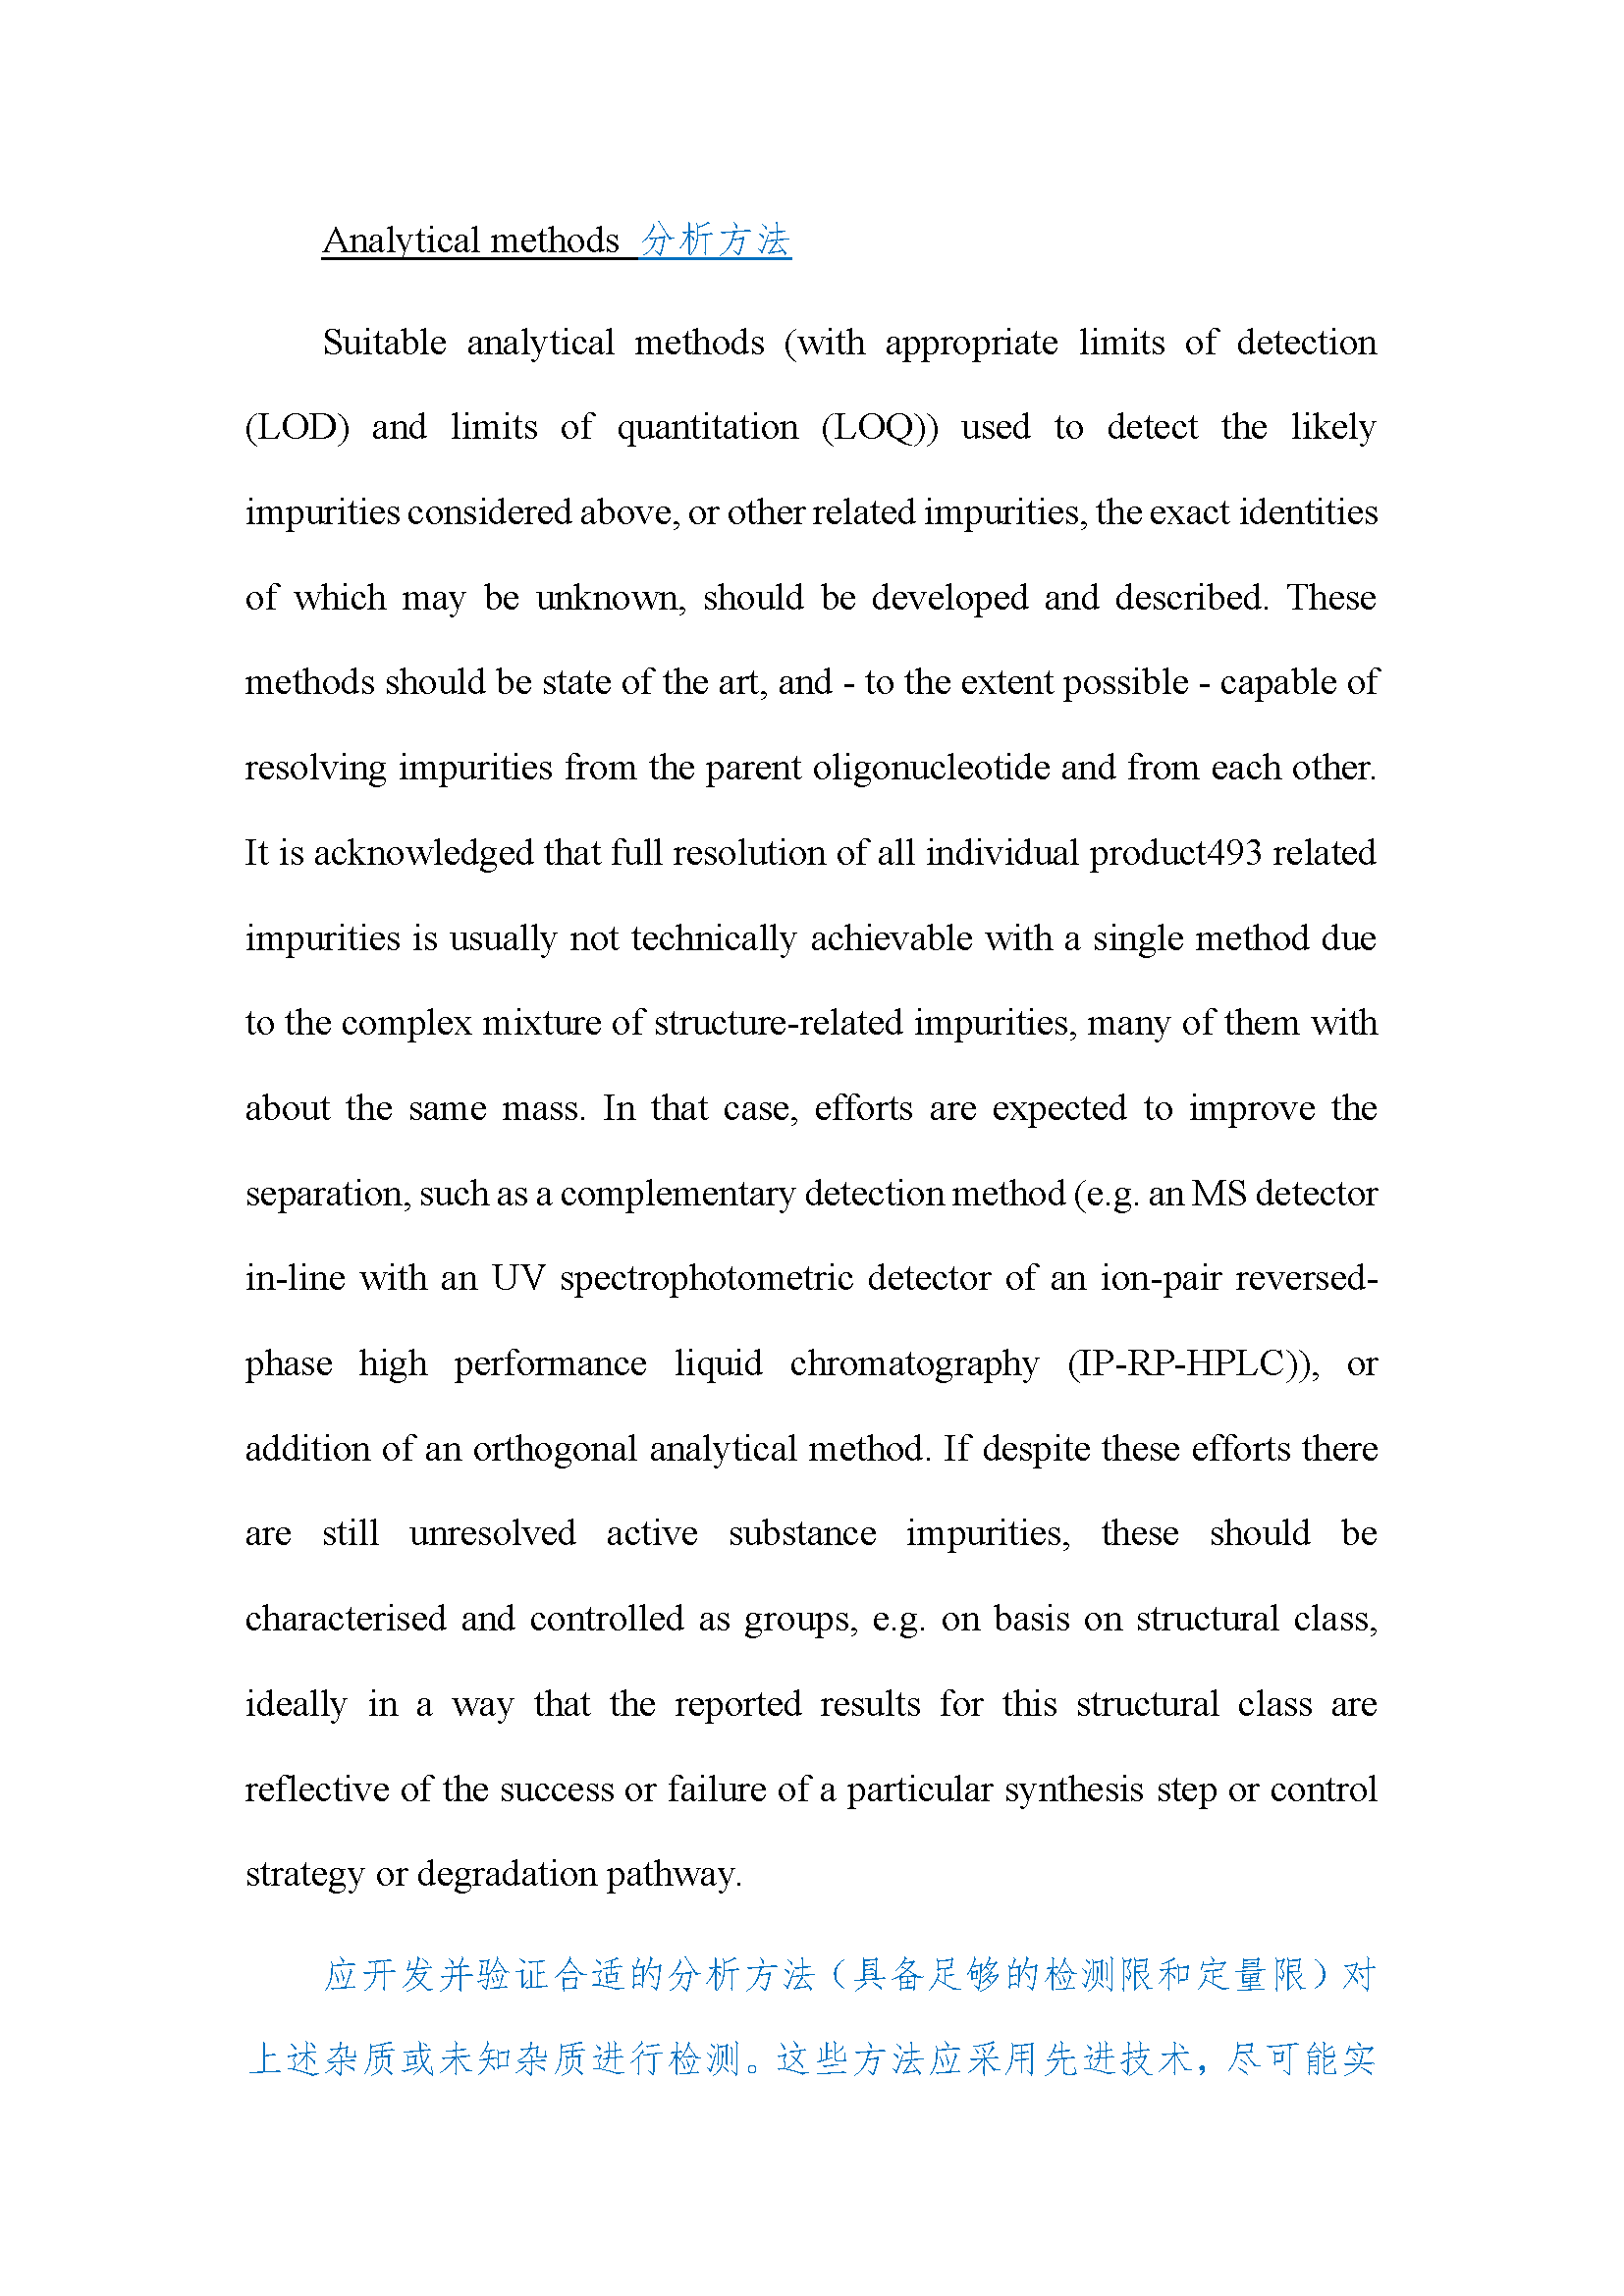 Analytical methods 分析方法
Suitable analytical methods (with appropriate limits of detection
(LOD) and limits of quantitation (LOQ)) used to detect the likely
impurities considered above, or other related impurities, the exact identities
of which may be unknown, should be developed and described. These
methods should be state of the art, and - to the extent possible - capable of
resolving impurities from the parent oligonucleotide and from each other.
It is acknowledged that full resolution of all individual product493 related
impurities is usually not technically achievable with a single method due
to the complex mixture of structure-related impurities, many of them with
about the same mass. In that case, efforts are expected to improve the
separation, such as a complementary detection method (e.g. an MS detector
in-line with an UV spectrophotometric detector of an ion-pair reversed-
phase high performance liquid chromatography (IP-RP-HPLC)), or
addition of an orthogonal analytical method. If despite these efforts there
are still unresolved active substance impurities, these should be
characterised and controlled as groups, e.g. on basis on structural class,
ideally in a way that the reported results for this structural class are
reflective of the success or failure of a particular synthesis step or control
strategy or degradation pathway.
应开发并验证合适的分析方法（具备足够的检测限和定量限）对
上述杂质或未知杂质进行检测。这些方法应采用先进技术，尽可能实